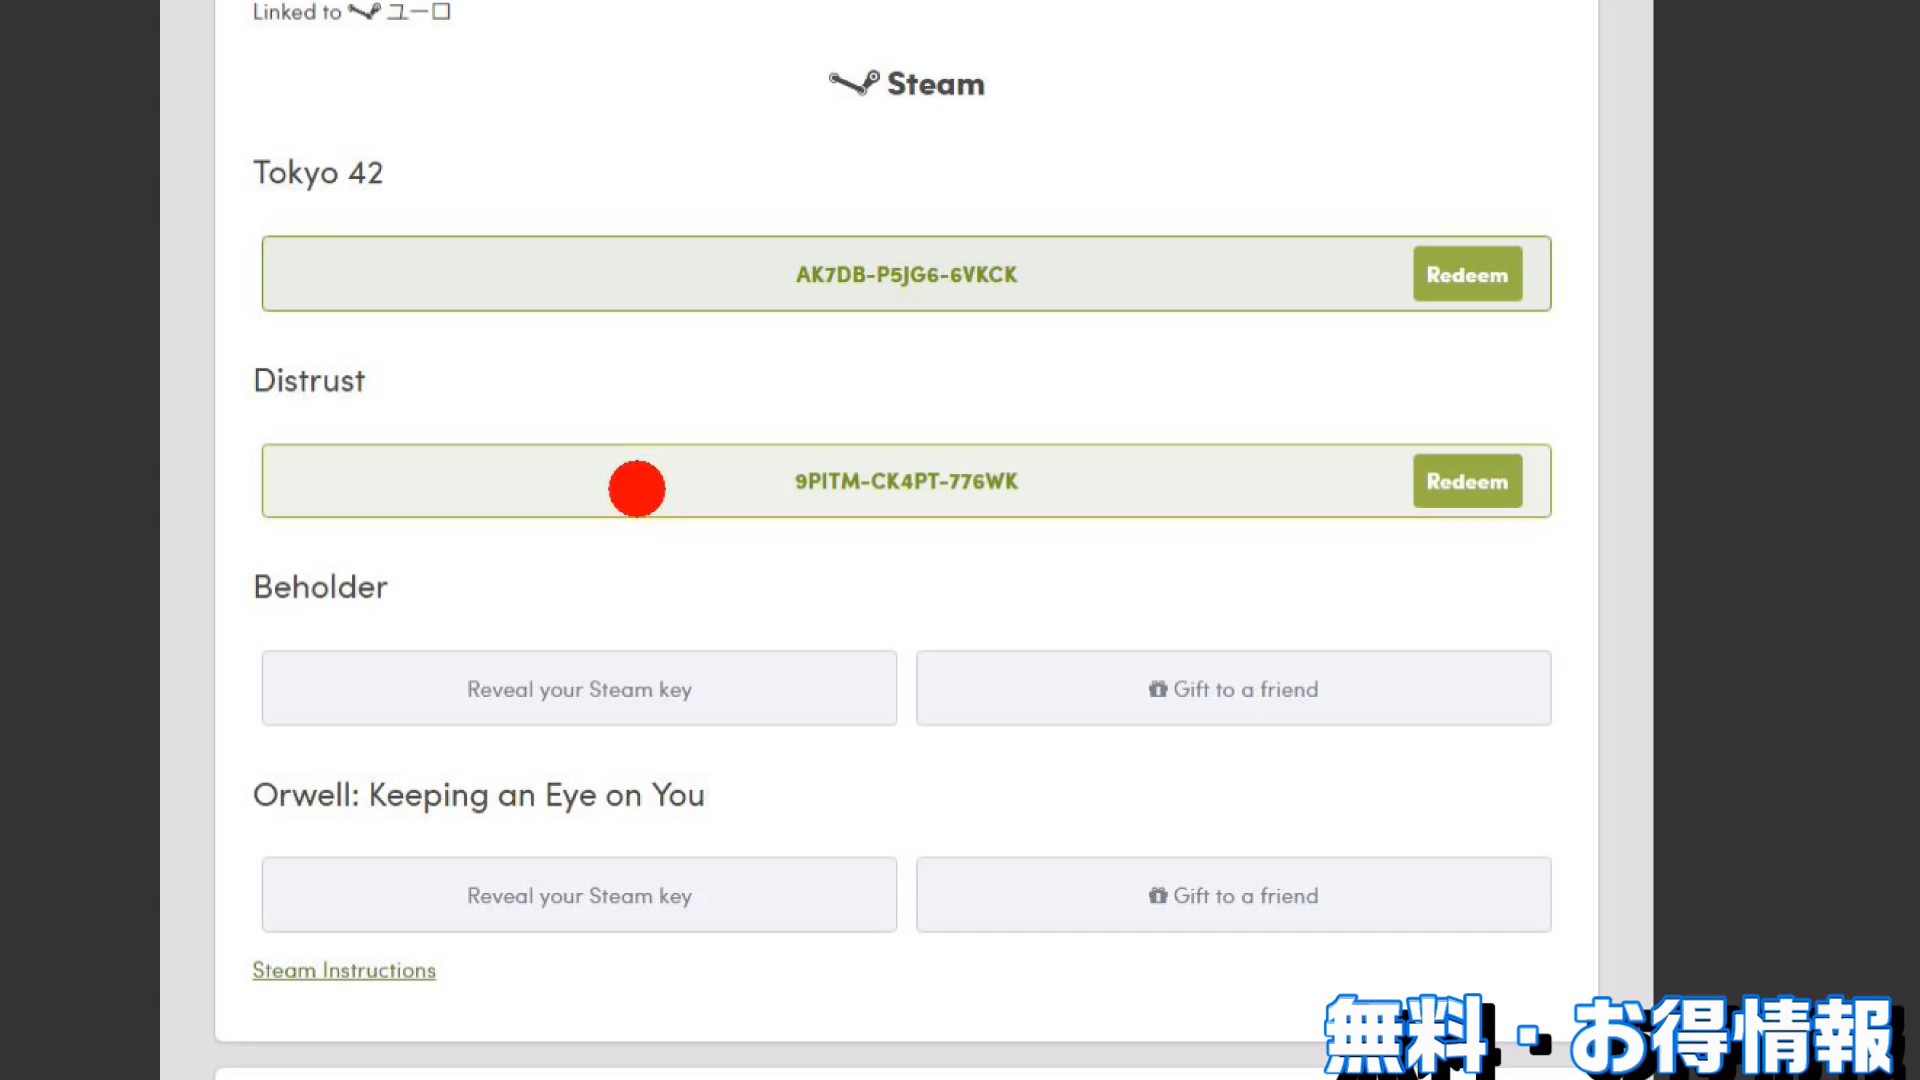 Linked to ユーロ
Steam
Tokyo 42
AK7DB-P5JG6-6VKCK
Redeem
Distrust
9PITM-CK4PT-776WK
Redeem
Beholder
Reveal your Steam key
Gift to a friend
Orwell: Keeping an Eye on You
Reveal your Steam key
Gift to a friend
Steam Instructions
無料・お得情報